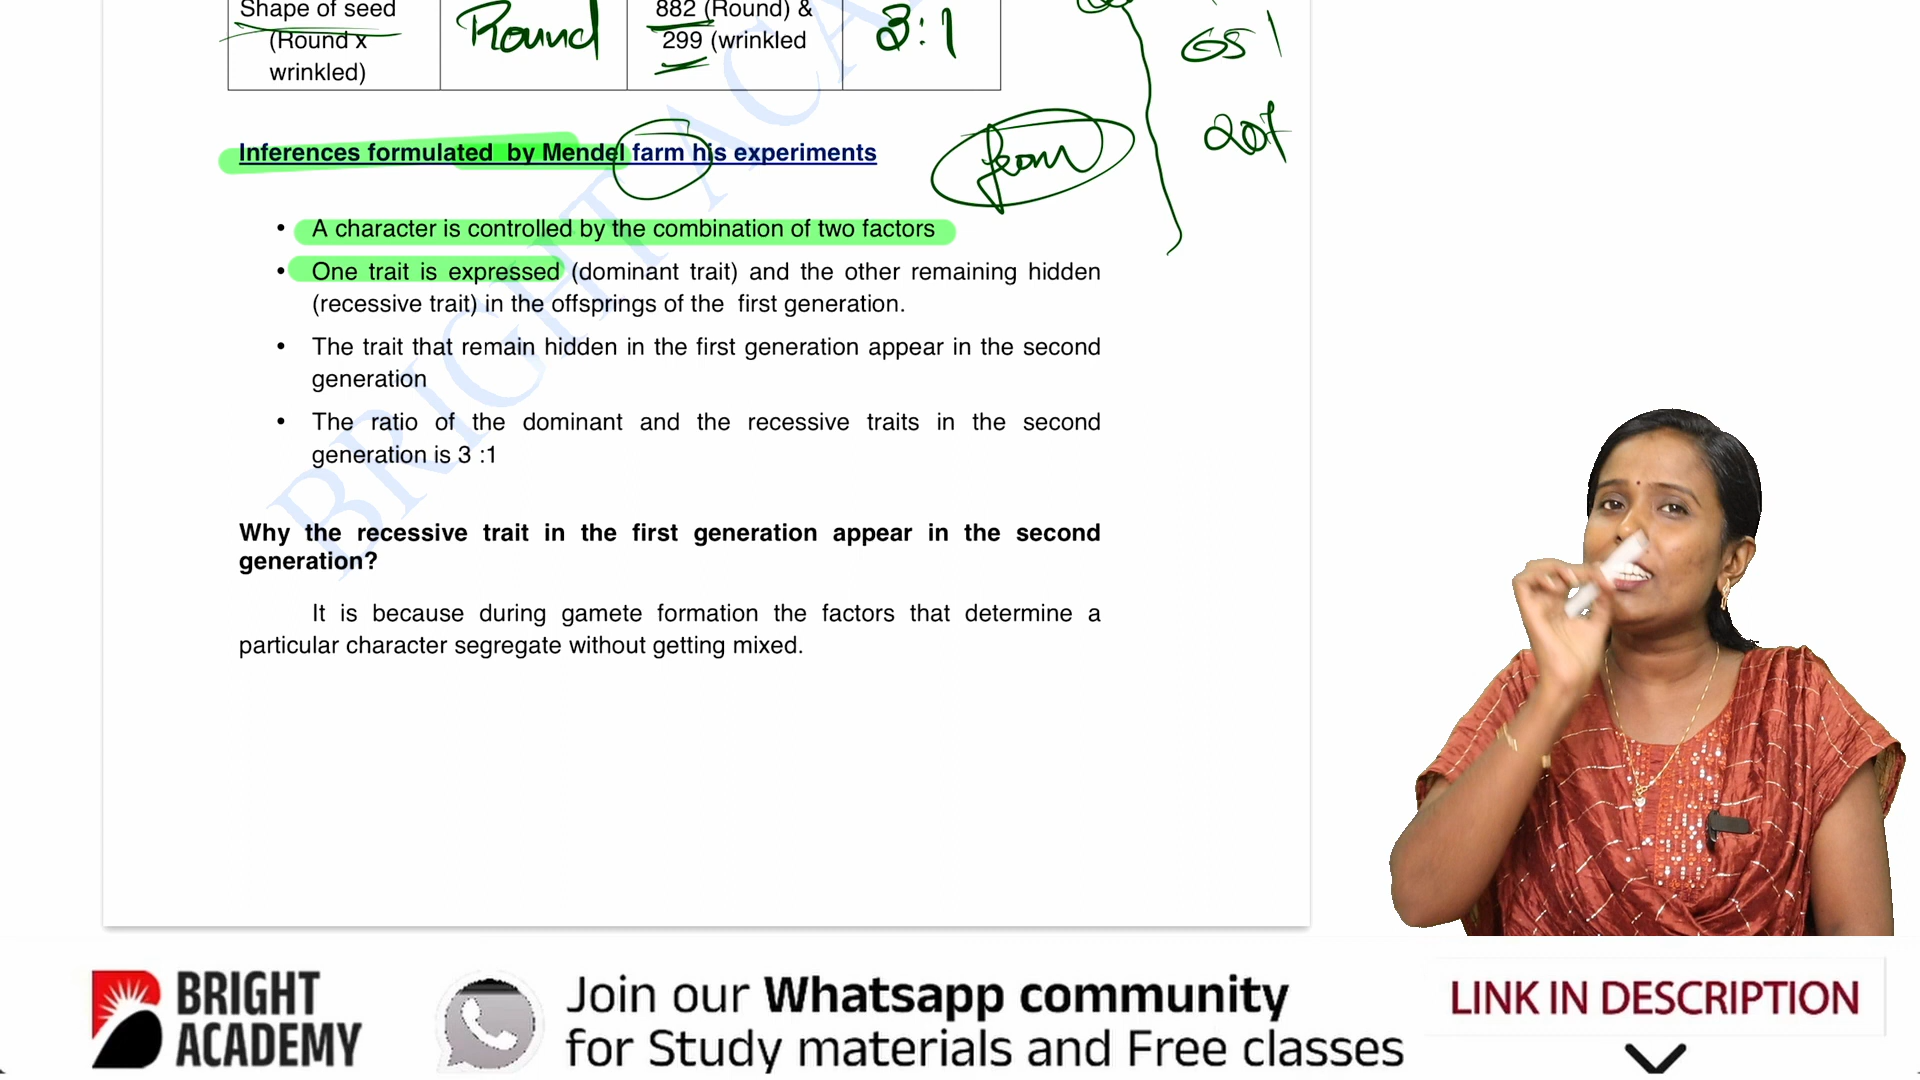 Shape of seed
(Round x
wrinkled)
Round
882 (Round) &
299 (wrinkled
3:1
651
207
Inferences formulated by Mendel farm his experiments
from
• A character is controlled by the combination of two factors
• One trait is expressed (dominant trait) and the other remaining hidden
(recessive trait) in the offsprings of the first generation.
• The trait that remain hidden in the first generation appear in the second
generation
• The ratio of the dominant and the recessive traits in the second
generation is 3 :1
Why the recessive trait in the first generation appear in the second
generation?
It is because during gamete formation the factors that determine a
particular character segregate without getting mixed.
BRIGHT ACA
BRIGHT
ACADEMY
Join our Whatsapp community
for Study materials and Free classes
LINK IN DESCRIPTION